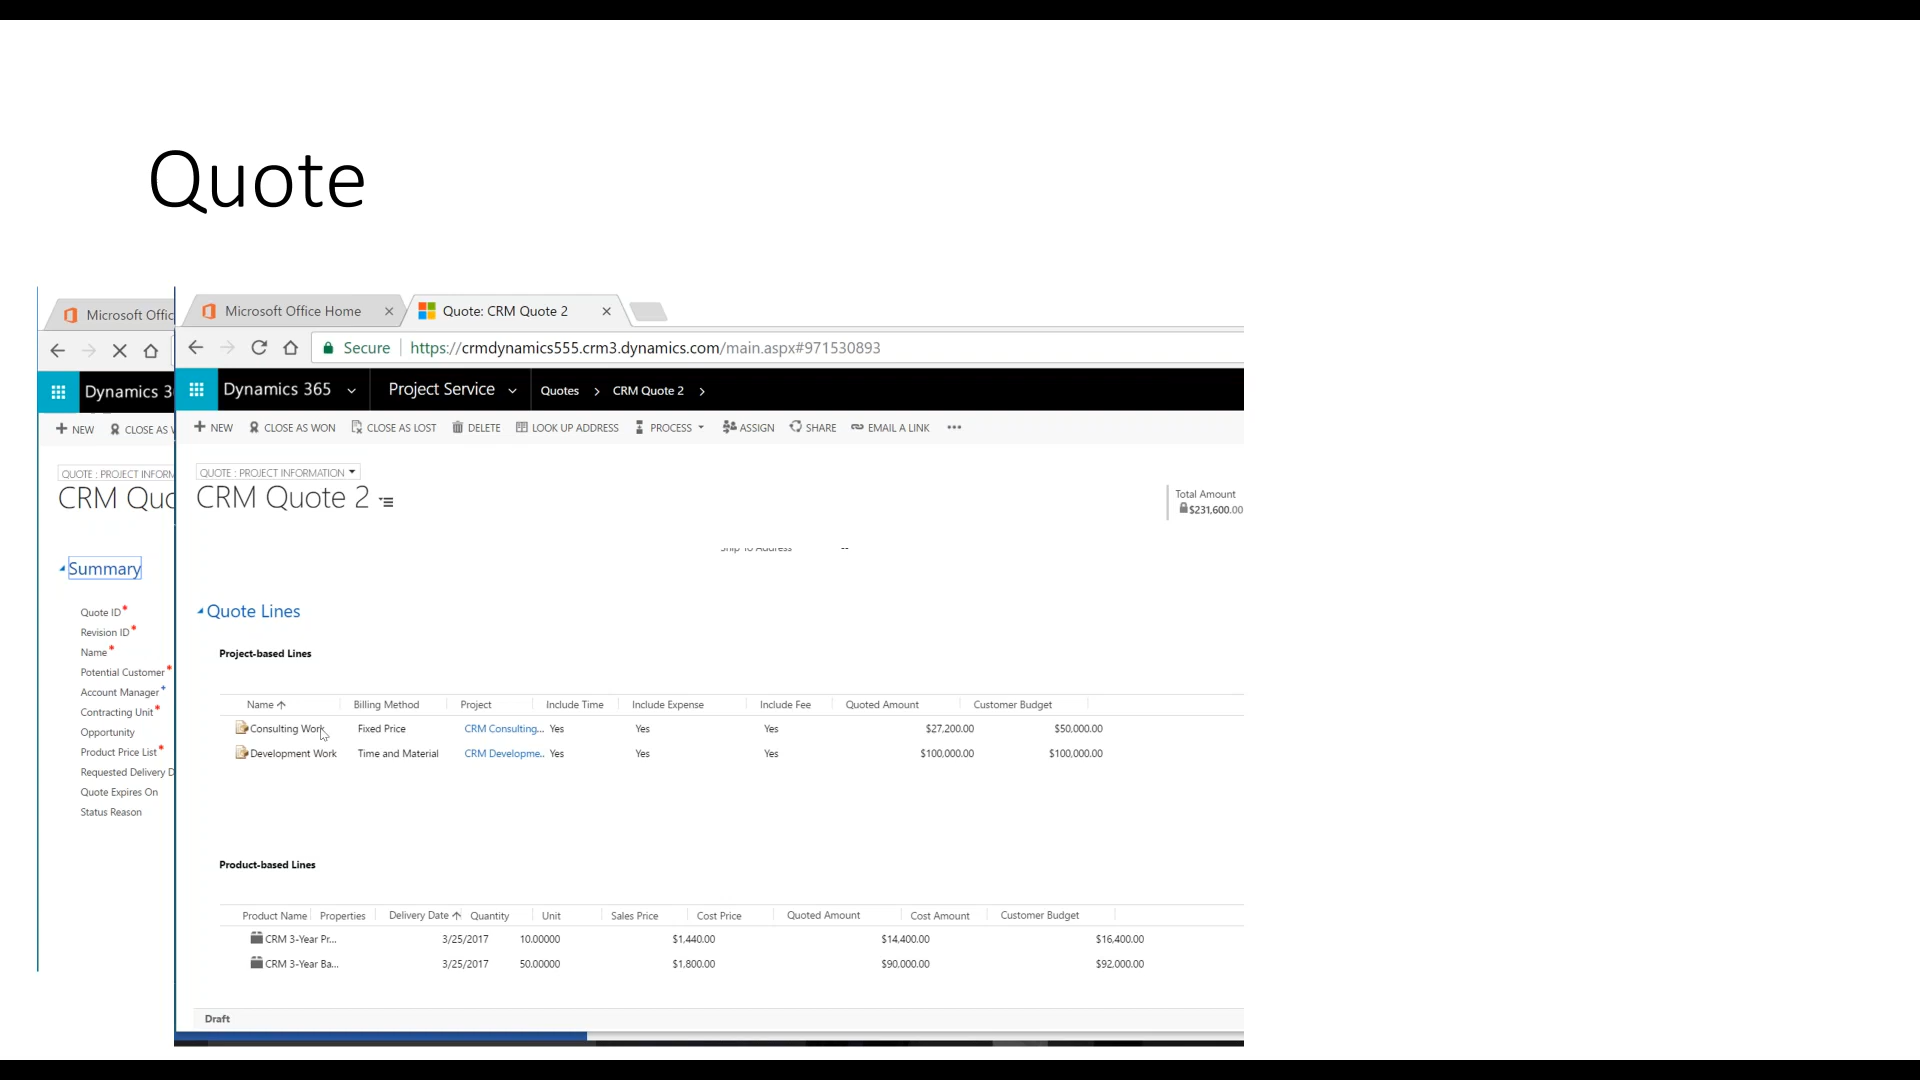 Quote
Microsoft Offic
Dynamics 3
NEW CLOSE AS W
QUOTE : PROJECT INFORM
CRM Quo
Summary
Quote ID*
Revision ID*
Name*
Potential Customer*
Account Manager+
Contracting Unit*
Opportunity
Product Price List*
Requested Delivery D
Quote Expires On
Status Reason
Microsoft Office Home Quote: CRM Quote 2
Secure https://crmdynamics555.crm3.dynamics.com/main.aspx#971530893
Dynamics 365 Project Service Quotes > CRM Quote 2 >
NEW CLOSE AS WON CLOSE AS LOST DELETE LOOK UP ADDRESS PROCESS ASSIGN SHARE EMAIL A LINK •••
QUOTE : PROJECT INFORMATION
CRM Quote 2
Total Amount
$231,600.00
Ship To Address --
Quote Lines
Project-based Lines
Name Billing Method Project Include Time Include Expense Include Fee Quoted Amount Customer Budget
Consulting Work Fixed Price CRM Consulting... Yes Yes Yes $27,200.00 $50,000.00
Development Work Time and Material CRM Developme... Yes Yes Yes $100,000.00 $100,000.00
Product-based Lines
Product Name Properties Delivery Date Quantity Unit Sales Price Cost Price Quoted Amount Cost Amount Customer Budget
CRM 3-Year Pr... 3/25/2017 10.00000 $1,440.00 $14,400.00 $16,400.00
CRM 3-Year Ba... 3/25/2017 50.00000 $1,800.00 $90,000.00 $92,000.00
Draft